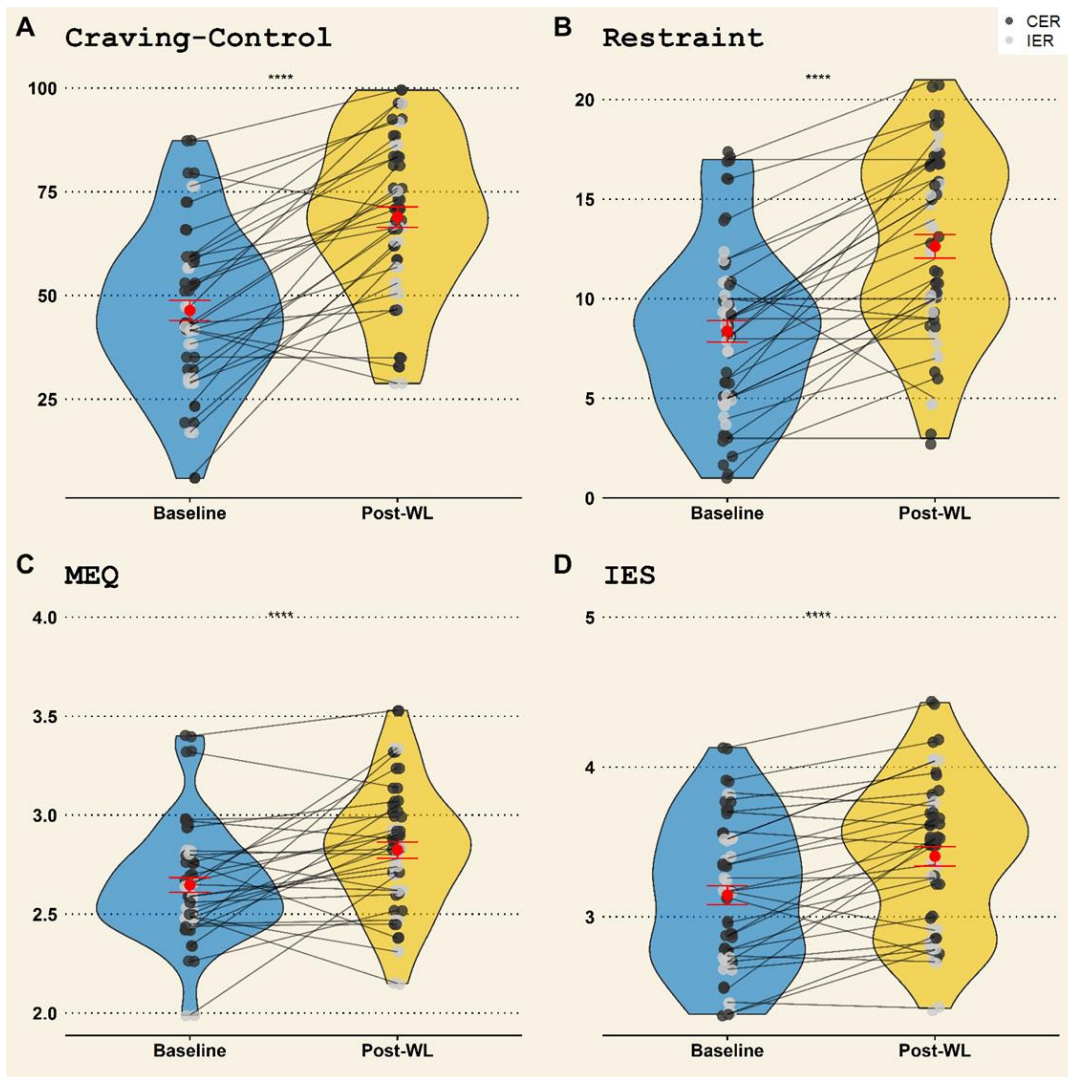 A Craving-Control
****
100
75
50
25
Baseline Post-WL
B Restraint
CER
IER
****
20
15
10
5
0
Baseline Post-WL
C MEQ
****
4.0
3.5
3.0
2.5
2.0
Baseline Post-WL
D IES
****
5
4
3
Baseline Post-WL